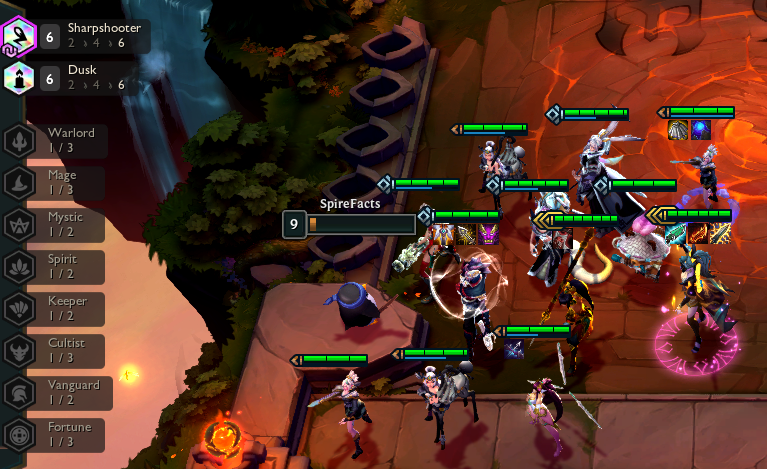 6 Sharpshooter
2 › 4 › 6
6 Dusk
2 › 4 › 6
Warlord
1 / 3
Mage
1 / 3
Mystic
1 / 2
Spirit
1 / 2
Keeper
1 / 2
Cultist
1 / 3
Vanguard
1 / 2
Fortune
1 / 3
SpireFacts
9